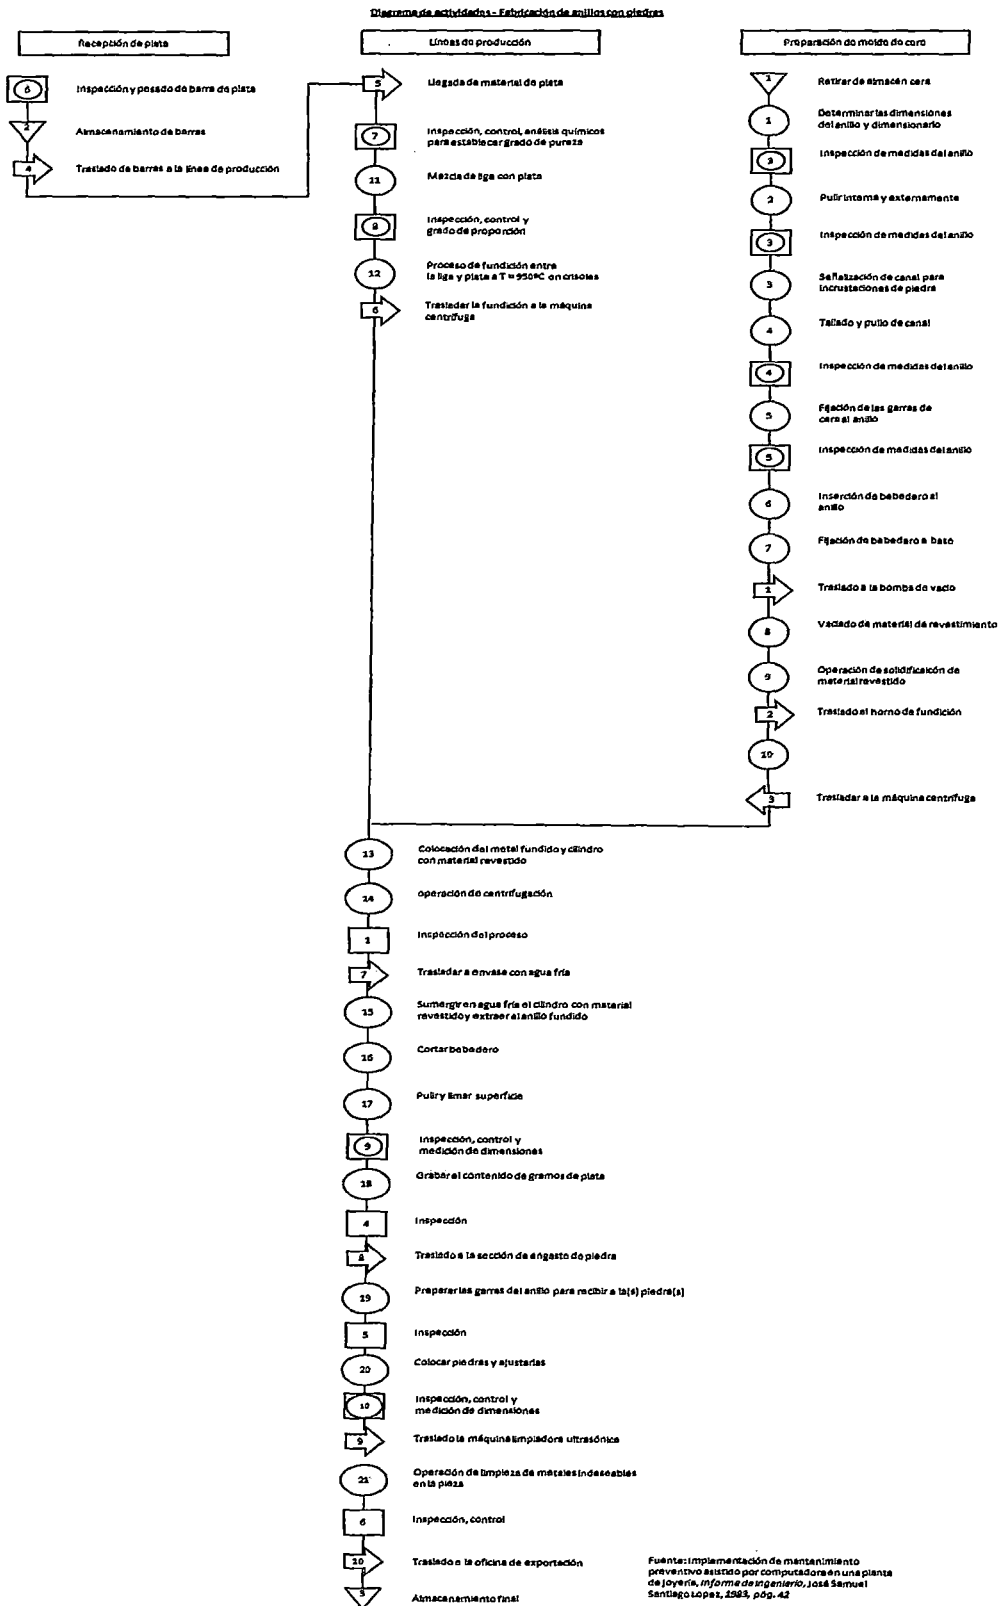 Diagrama de actividades - Fabricación de anillos con piedras
Recepción de plata
6
Inspección y pesado de barra de plata
2
Almacenamiento de barras
4
Traslado de barras a la línea de producción
Líneas de producción
5
Llegada de material de plata
7
Inspección, control, análisis químicos
para establecer grado de pureza
11
Mezcla de liga con plata
8
Inspección, control y
grado de proporción
12
Proceso de fundición entre
la liga y plata a T = 950ºC en crisoles
6
Trasladar la fundición a la máquina
centrífuga
Preparación de molde de cera
1
Retirar de almacén cera
1
Determinar las dimensiones
del anillo y dimensionarlo
2
Inspección de medidas del anillo
2
Pulir interna y externamente
3
Inspección de medidas del anillo
3
Señalización de canal para
incrustaciones de piedra
4
Tallado y pulio de canal
4
Inspección de medidas del anillo
5
Fijación de las garras de
cera al anillo
5
Inspección de medidas del anillo
6
Inserción de bebedero al
anillo
7
Fijación de bebedero a base
1
Traslado a la bomba de vacío
8
Vaciado de material de revestimiento
9
Operación de solidificaicón de
material revestido
2
Traslado al horno de fundición
10
3
Trasladar a la máquina centrífuga
13
Colocación del metal fundido y cilindro
con material revestido
14
operación de centrifugación
1
Inspección del proceso
7
Trasladar a envase con agua fría
15
Sumergir en agua fría el cilindro con material
revestido y extraer el anillo fundido
16
Cortar bebedero
17
Pulir y limar superficie
9
Inspección, control y
medición de dimensiones
18
Grabar el contenido de gramos de plata
4
Inspección
8
Traslado a la sección de engaste de piedra
19
Preparar las garras del anillo para recibir a la(s) piedra(s)
5
Inspección
20
Colocar piedras y ajustarlas
10
Inspección, control y
medición de dimensiones
9
Traslado la máquina limpiadora ultrasónica
21
Operación de limpieza de metales indeseables
en la pieza
6
Inspección, control
10
Traslado a la oficina de exportación
3
Almacenamiento final
Fuente: Implementación de mantenimiento
preventivo asistido por computadora en una planta
de joyería, Informe de Ingeniería, José Samuel
Santiago Lopez, 1983, pág. 42